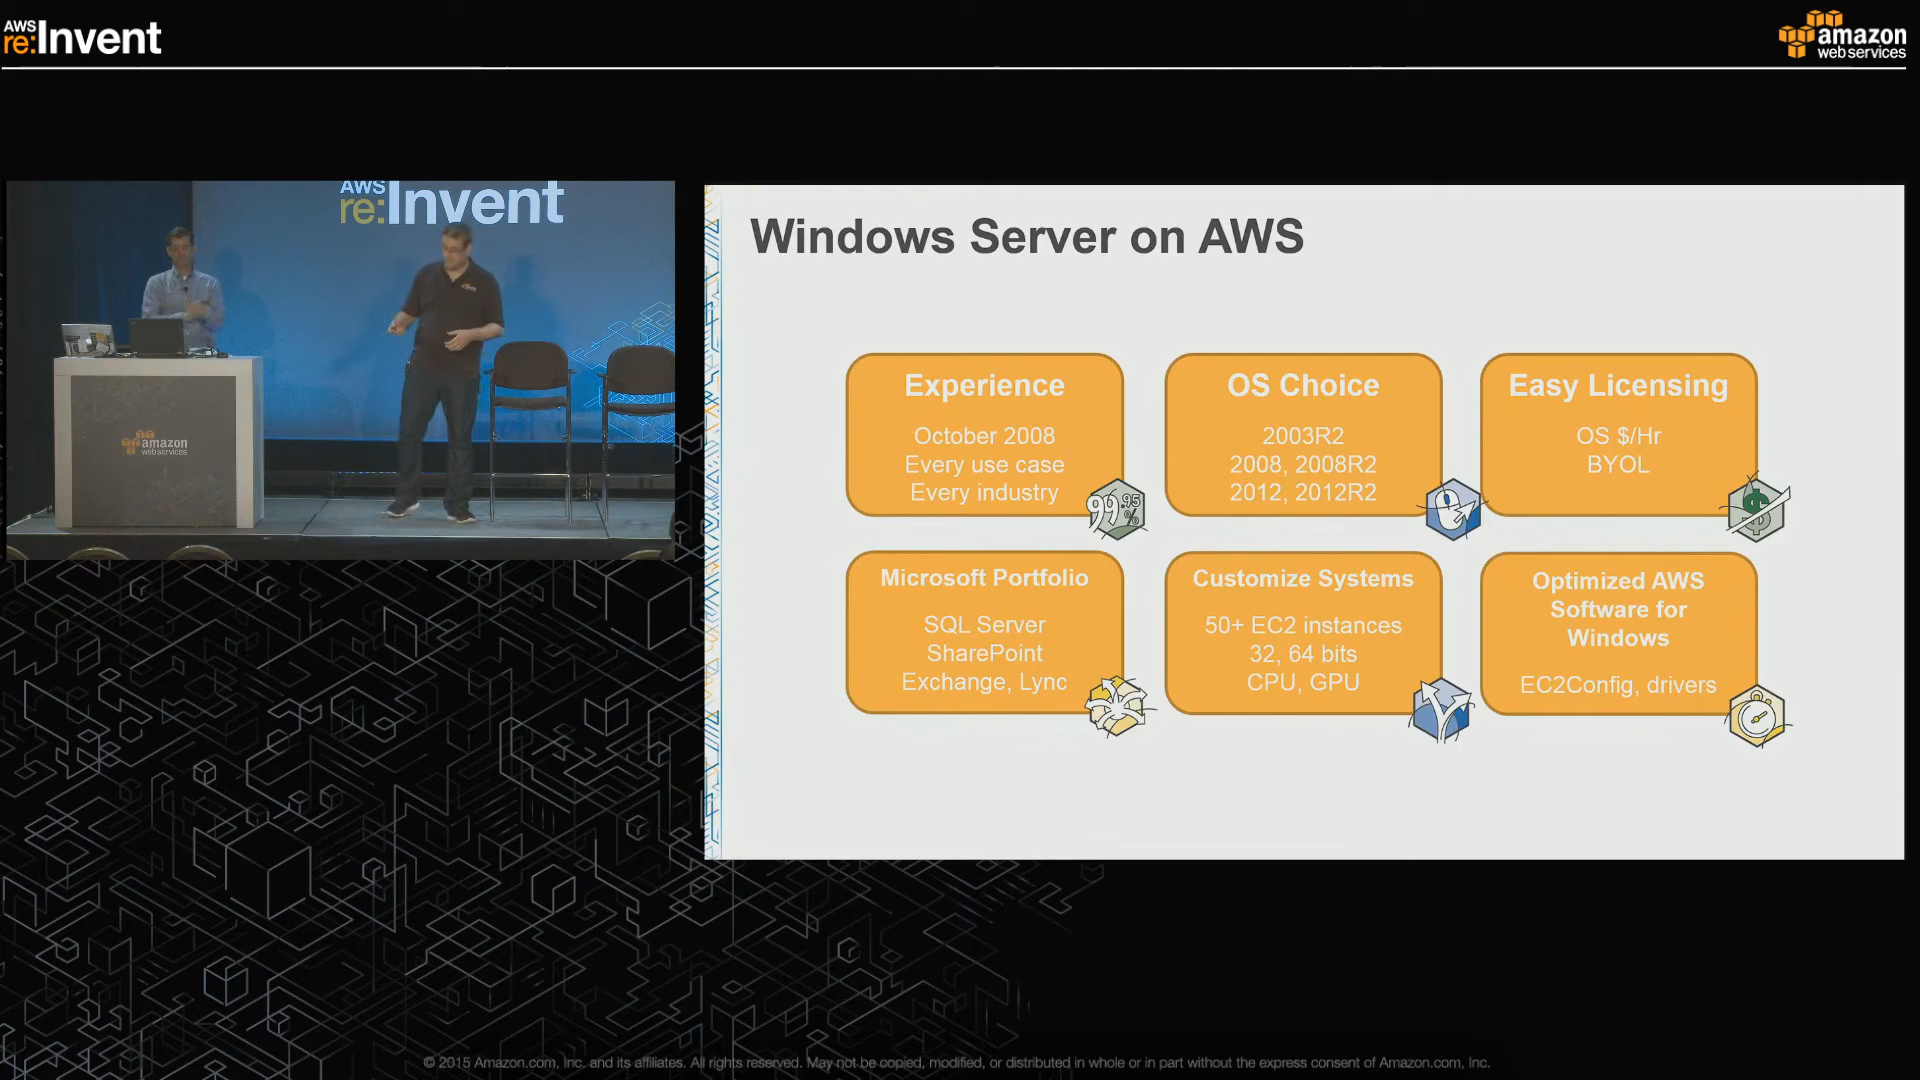 AWS
re:Invent
amazon
web services
AWS
re:Invent
amazon
web services
Windows Server on AWS
Experience
October 2008
Every use case
Every industry
99.95
%
OS Choice
2003R2
2008, 2008R2
2012, 2012R2
Easy Licensing
OS $/Hr
BYOL
$
Microsoft Portfolio
SQL Server
SharePoint
Exchange, Lync
Customize Systems
50+ EC2 instances
32, 64 bits
CPU, GPU
Optimized AWS
Software for
Windows
EC2Config, drivers
© 2015 Amazon.com, Inc. and its affiliates. All rights reserved. May not be copied, modified, or distributed in whole or in part without the express consent of Amazon.com, Inc.